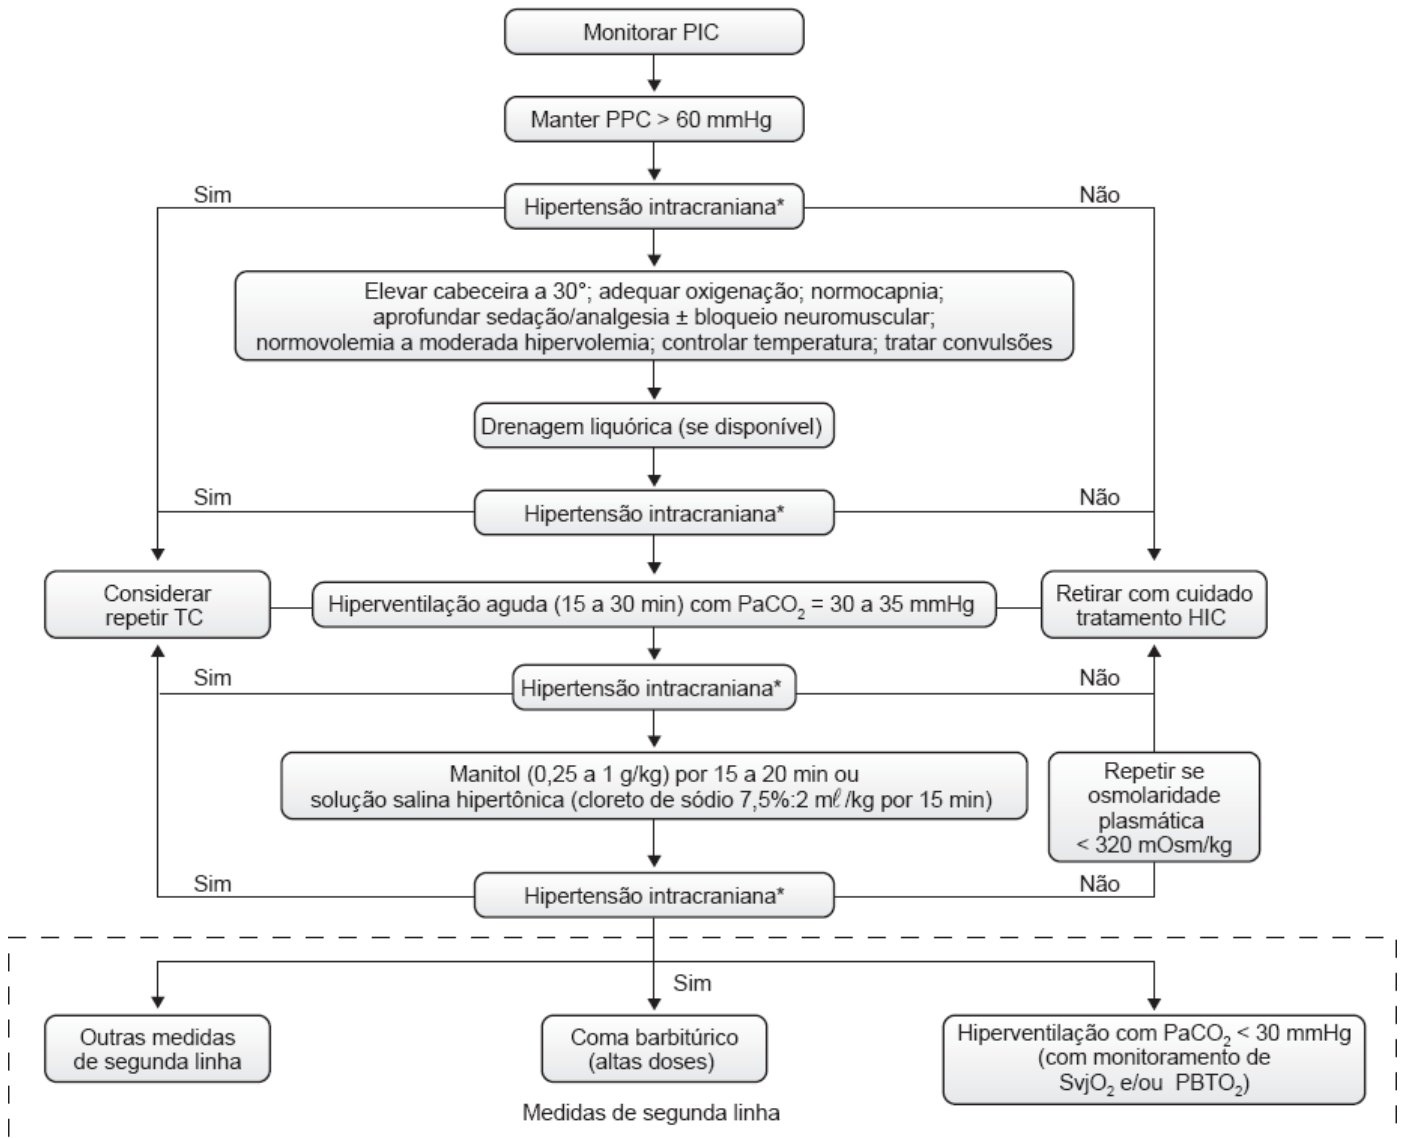 Monitorar PIC
Manter PPC > 60 mmHg
Sim
Não
Hipertensão intracraniana*
Elevar cabeceira a 30°; adequar oxigenação; normocapnia;
aprofundar sedação/analgesia ± bloqueio neuromuscular;
normovolemia a moderada hipervolemia; controlar temperatura; tratar convulsões
Drenagem liquórica (se disponível)
Sim
Não
Hipertensão intracraniana*
Considerar
repetir TC
Hiperventilação aguda (15 a 30 min) com PaCO₂ = 30 a 35 mmHg
Retirar com cuidado
tratamento HIC
Sim
Não
Hipertensão intracraniana*
Manitol (0,25 a 1 g/kg) por 15 a 20 min ou
solução salina hipertônica (cloreto de sódio 7,5%:2 mℓ/kg por 15 min)
Repetir se
osmolaridade
plasmática
< 320 mOsm/kg
Sim
Não
Hipertensão intracraniana*
Sim
Outras medidas
de segunda linha
Coma barbitúrico
(altas doses)
Hiperventilação com PaCO₂ < 30 mmHg
(com monitoramento de
SvjO₂ e/ou PBTO₂)
Medidas de segunda linha